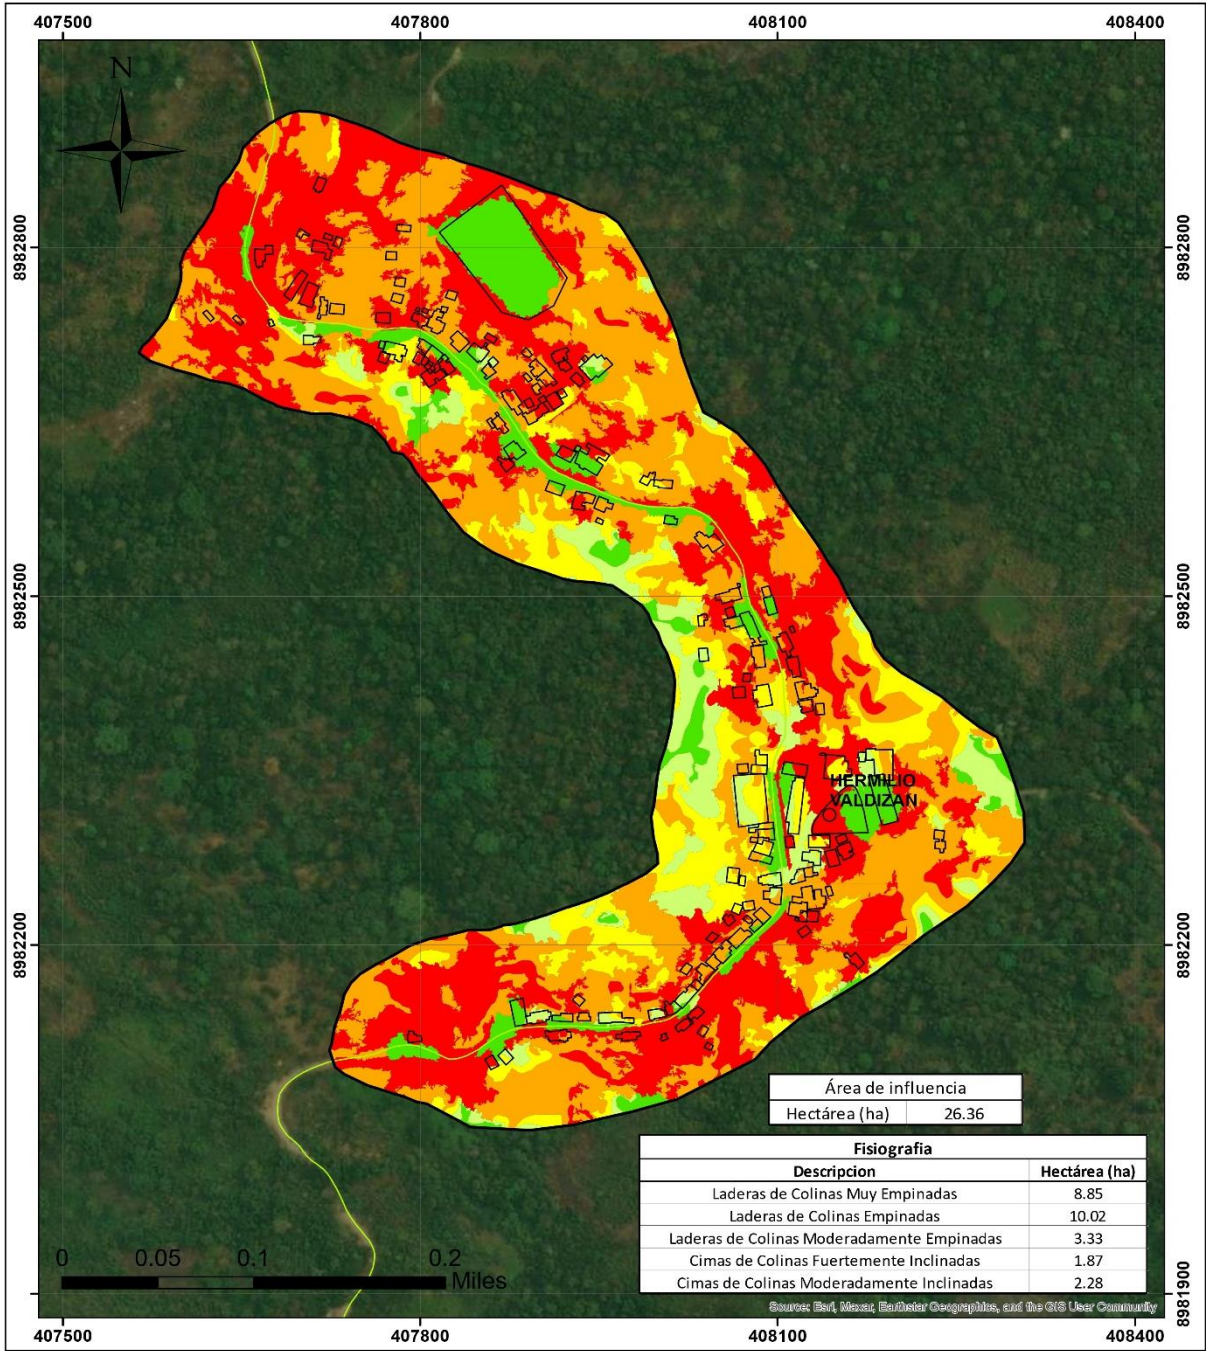 407500 407800 408100 408400
N
8982800 8982800
HERMILIO
VALDIZAN
8982500 8982500
8982200 8982200
Área de influencia
Hectárea (ha) 26.36
Fisiografia
Descripcion Hectárea (ha)
Laderas de Colinas Muy Empinadas 8.85
Laderas de Colinas Empinadas 10.02
Laderas de Colinas Moderadamente Empinadas 3.33
Cimas de Colinas Fuertemente Inclinadas 1.87
Cimas de Colinas Moderadamente Inclinadas 2.28
0 0.05 0.1 0.2
Miles
8981900
Source: Esri, Maxar, Earthstar Geographics, and the GIS User Community
407500 407800 408100 408400